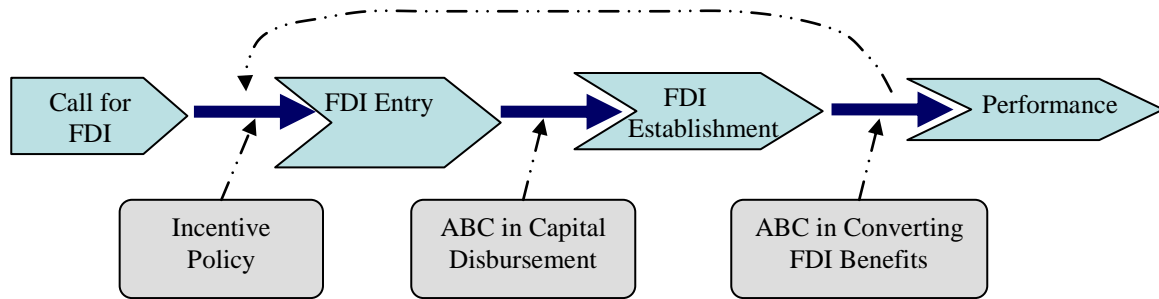 Call for
FDI
FDI Entry
FDI
Establishment
Performance
Incentive
Policy
ABC in Capital
Disbursement
ABC in Converting
FDI Benefits